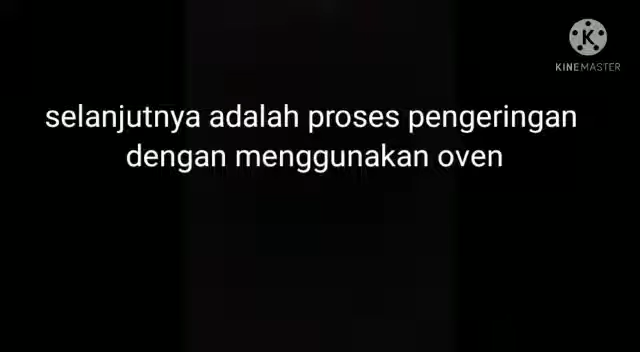 KINEMASTER
selanjutnya adalah proses pengeringan
dengan menggunakan oven